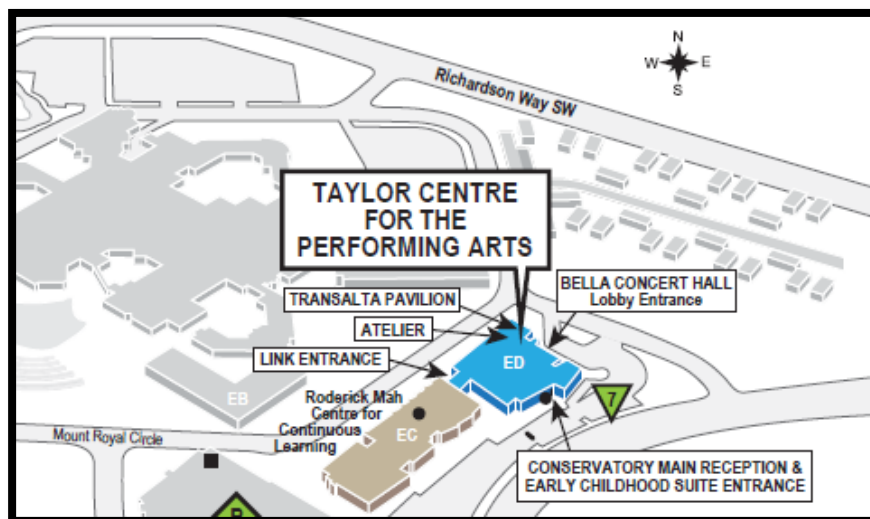 N
W E
S
Richardson Way SW
TAYLOR CENTRE
FOR THE
PERFORMING ARTS
BELLA CONCERT HALL
Lobby Entrance
TRANSALTA PAVILION
ATELIER
LINK ENTRANCE
ED
EB
Roderick Mah
Centre for
Continuous
Learning
EC
7
Mount Royal Circle
CONSERVATORY MAIN RECEPTION &
EARLY CHILDHOOD SUITE ENTRANCE